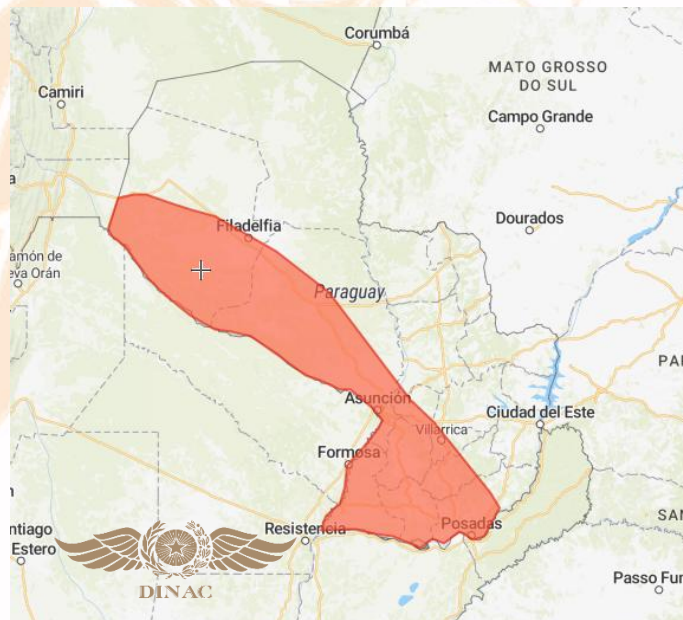 Corumbá
MATO GROSSO
DO SUL
Camiri
Campo Grande
Filadelfia
Dourados
amón de
eva Orán
Paraguay
PA
Asunción
Ciudad del Este
Villarrica
Formosa
ntiago
Estero
Resistencia
Posadas
SAN
DINAC
Passo Fun